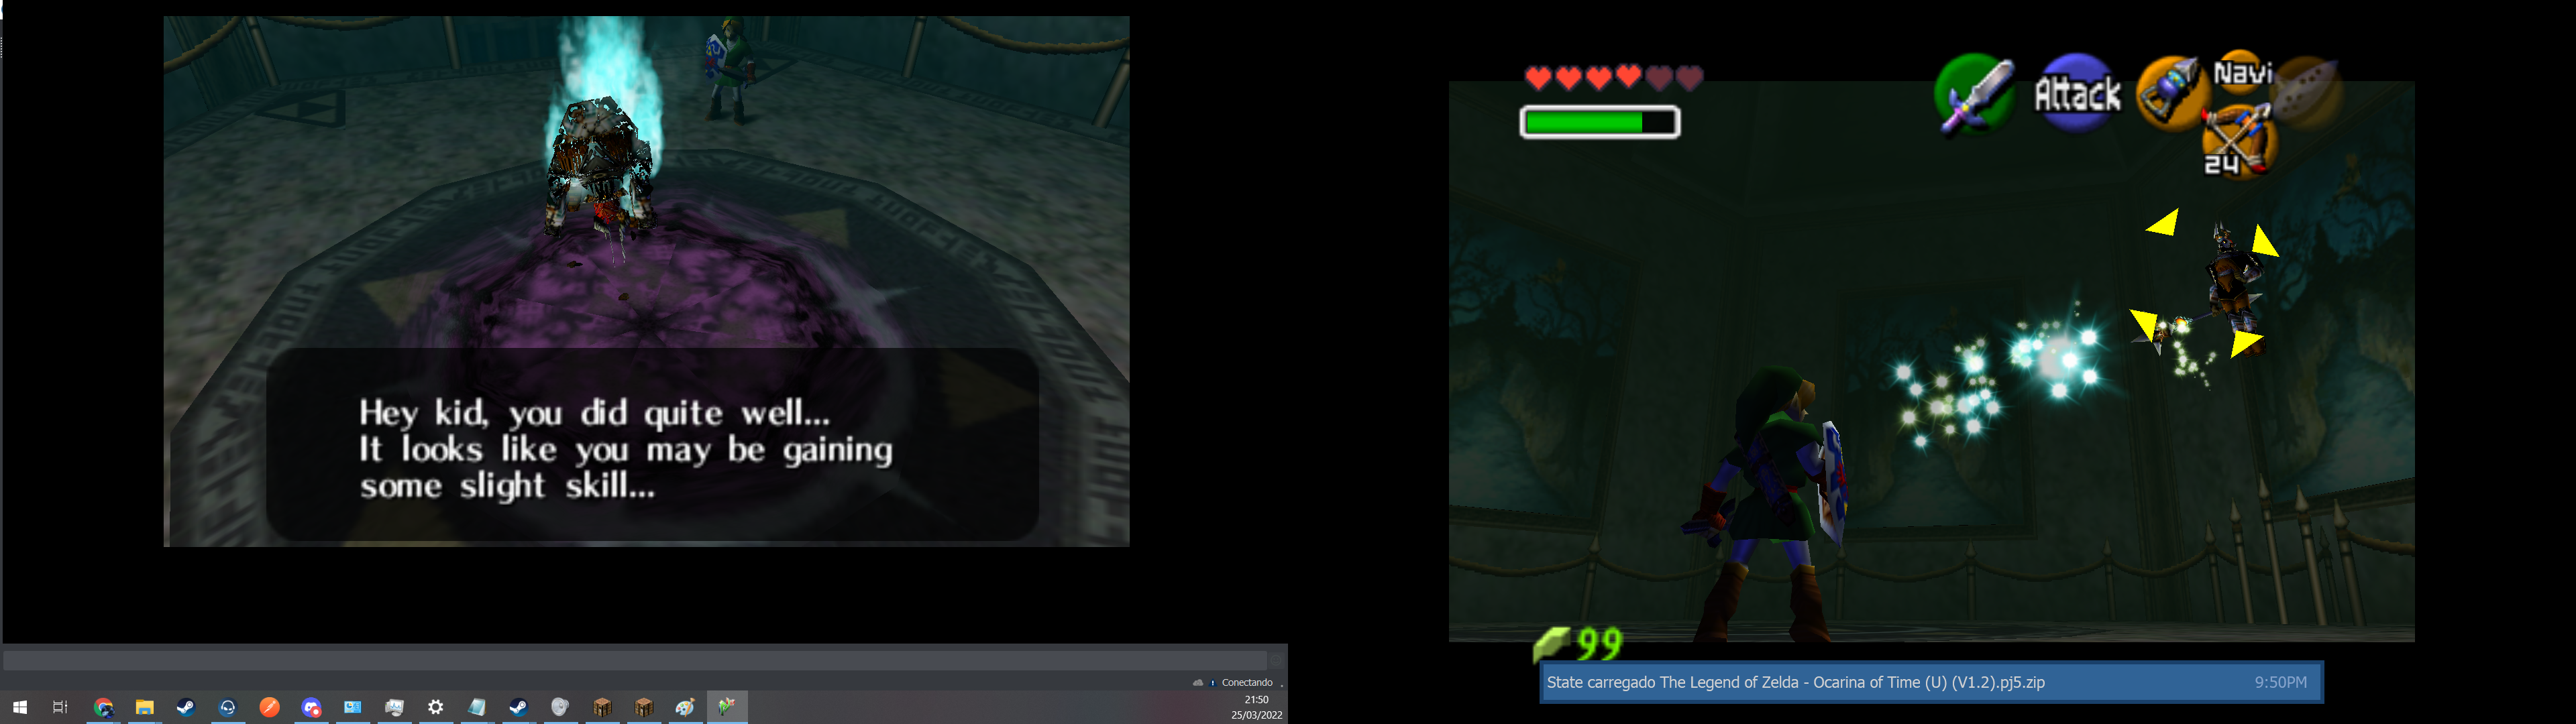 Hey kid, you did quite well...
It looks like you may be gaining
some slight skill...
Conectando
21:50
25/03/2022
Attack
Navi
24
99
State carregado The Legend of Zelda - Ocarina of Time (U) (V1.2).pj5.zip
9:50PM